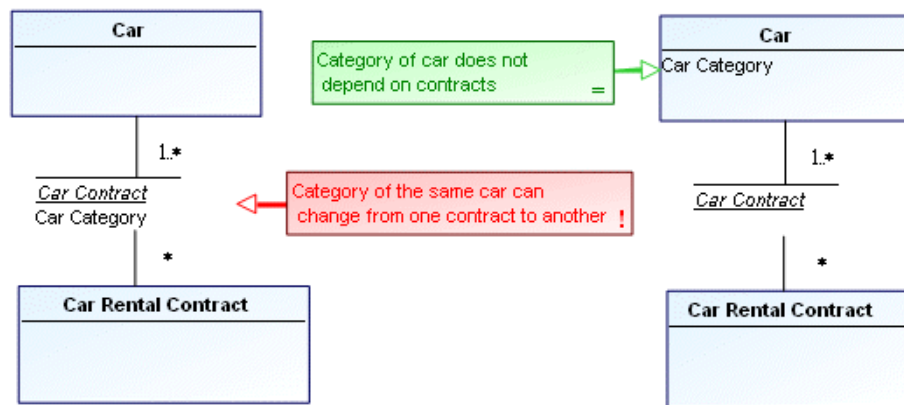 Car
1..*
Car Contract
Car Category
*
Car Rental Contract
Category of car does not
depend on contracts
=
Category of the same car can
change from one contract to another !
Car
Car Category
1..*
Car Contract
*
Car Rental Contract